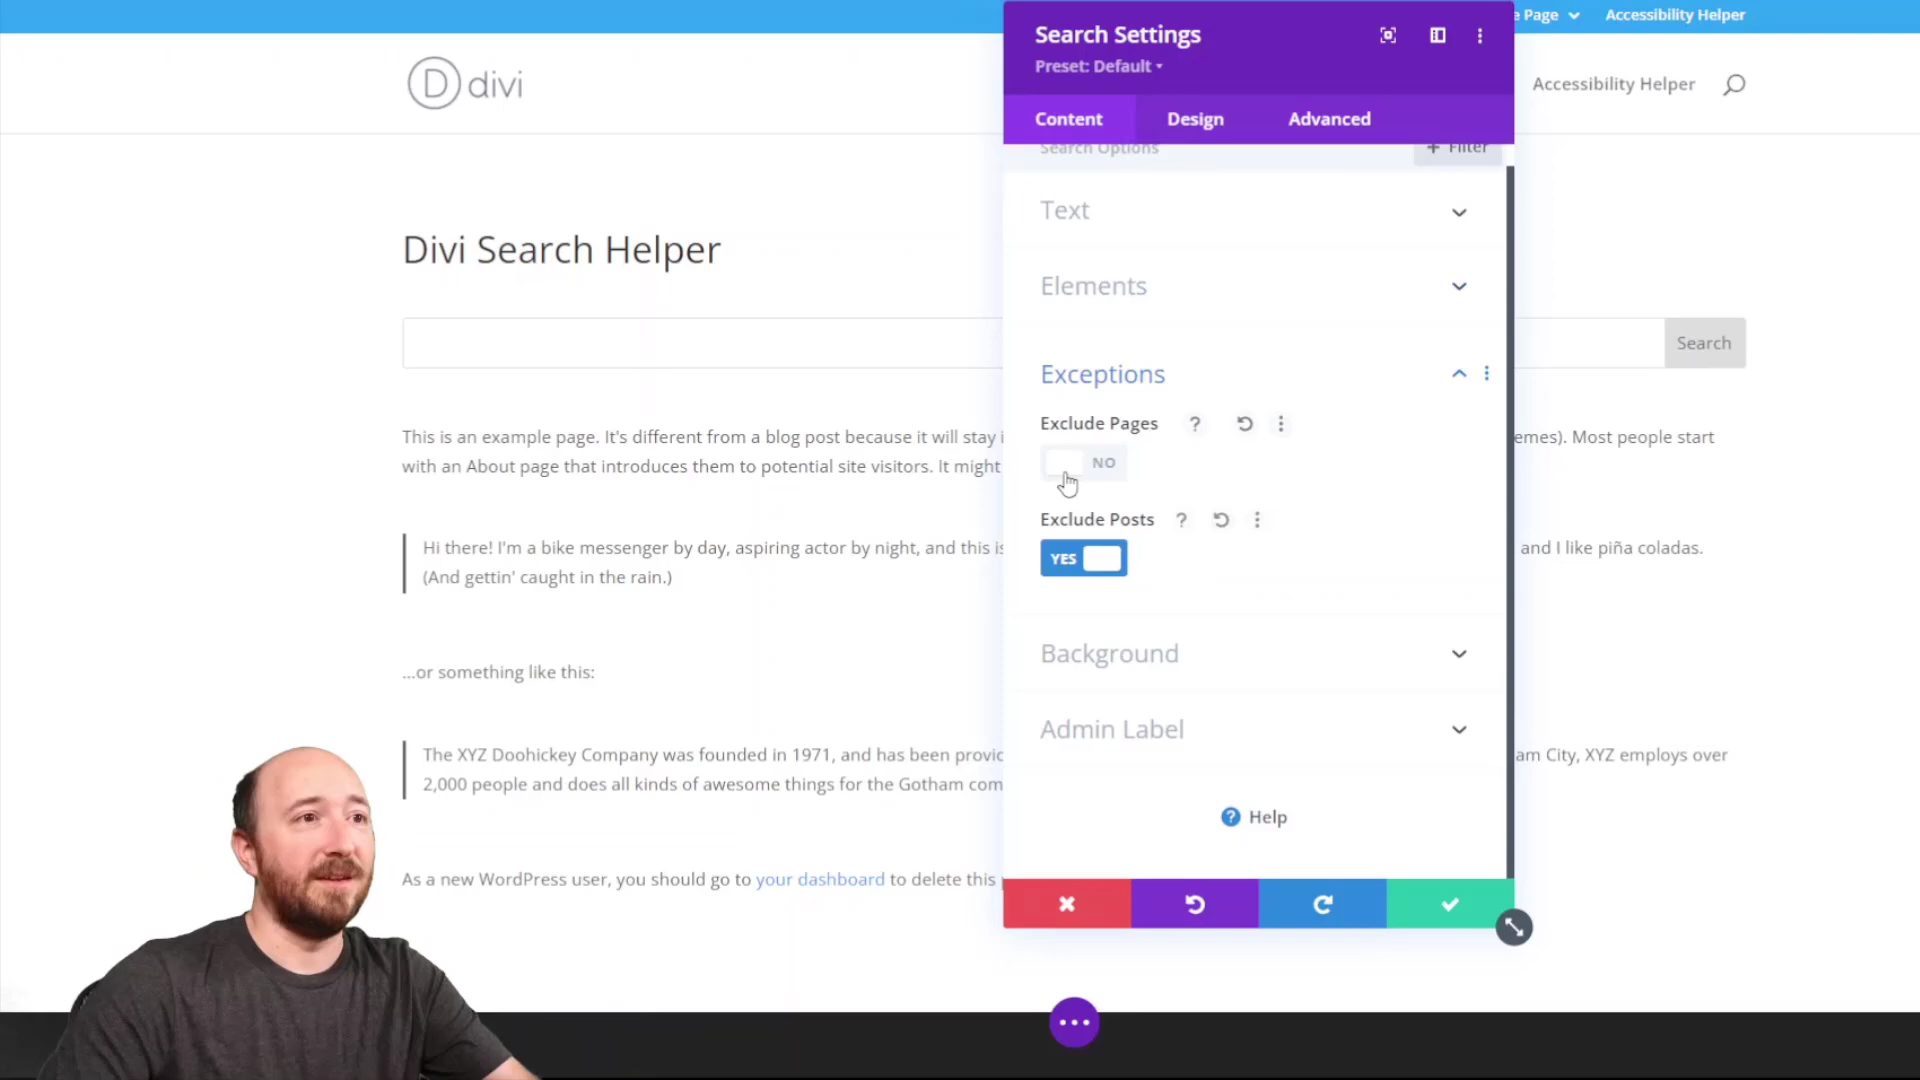 e Page
Accessibility Helper
D divi
Accessibility Helper
Search Settings
Preset: Default
Content
Design
Advanced
Search Options
+ Filter
Text
Elements
Exceptions
Exclude Pages
?
NO
Exclude Posts
?
YES
Background
Admin Label
? Help
Divi Search Helper
Search
This is an example page. It's different from a blog post because it will stay i
emes). Most people start
with an About page that introduces them to potential site visitors. It might
Hi there! I'm a bike messenger by day, aspiring actor by night, and this is
and I like piña coladas.
(And gettin' caught in the rain.)
...or something like this:
The XYZ Doohickey Company was founded in 1971, and has been provic
am City, XYZ employs over
2,000 people and does all kinds of awesome things for the Gotham com
As a new WordPress user, you should go to your dashboard to delete this